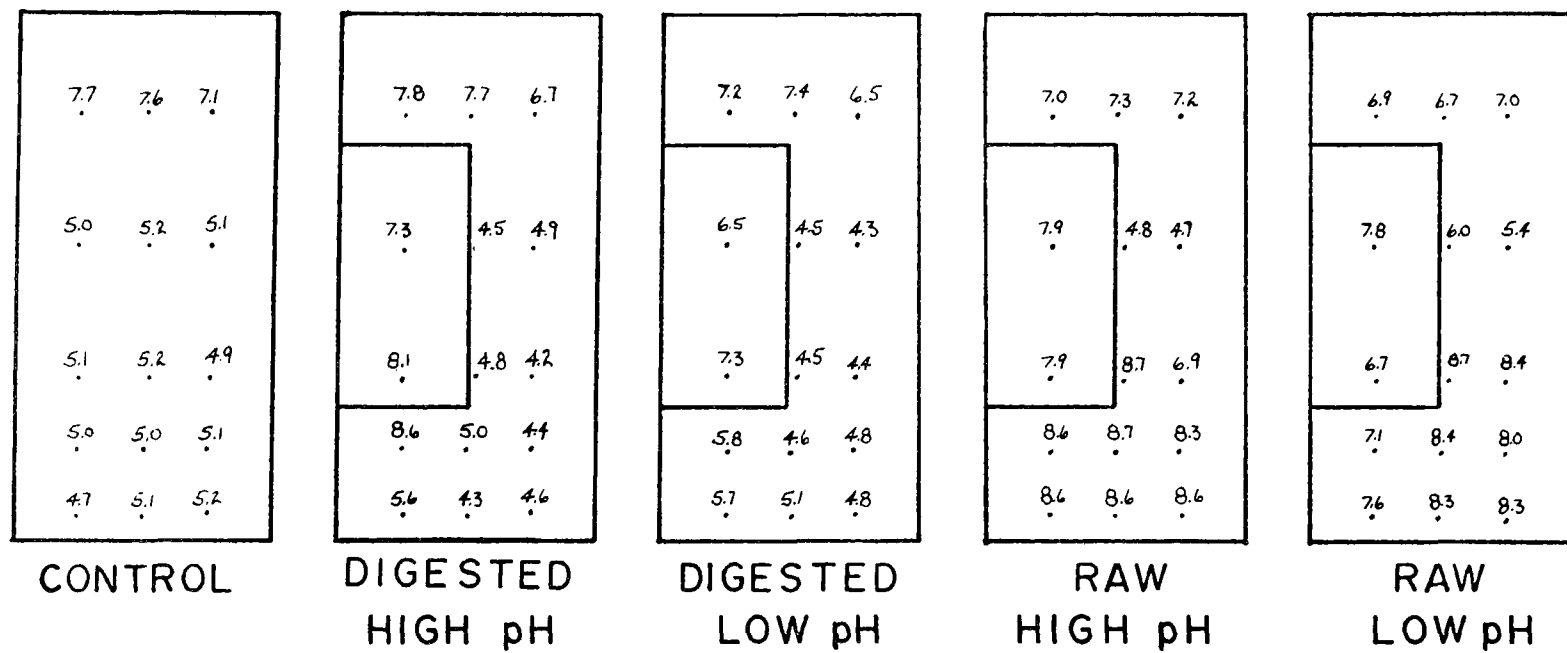 7.7 7.6 7.1
5.0 5.2 5.1
5.1 5.2 4.9
5.0 5.0 5.1
4.7 5.1 5.2
CONTROL
7.8 7.7 6.7
7.3 4.5 4.9
8.1 4.8 4.2
8.6 5.0 4.4
5.6 4.3 4.6
DIGESTED
HIGH pH
7.2 7.4 6.5
6.5 4.5 4.3
7.3 4.5 4.4
5.8 4.6 4.8
5.7 5.1 4.8
DIGESTED
LOW pH
7.0 7.3 7.2
7.9 4.8 4.7
7.9 8.7 6.9
8.6 8.7 8.3
8.6 8.6 8.6
RAW
HIGH pH
6.9 6.7 7.0
7.8 6.0 5.4
6.7 8.7 8.4
7.1 8.4 8.0
7.6 8.3 8.3
RAW
LOW pH